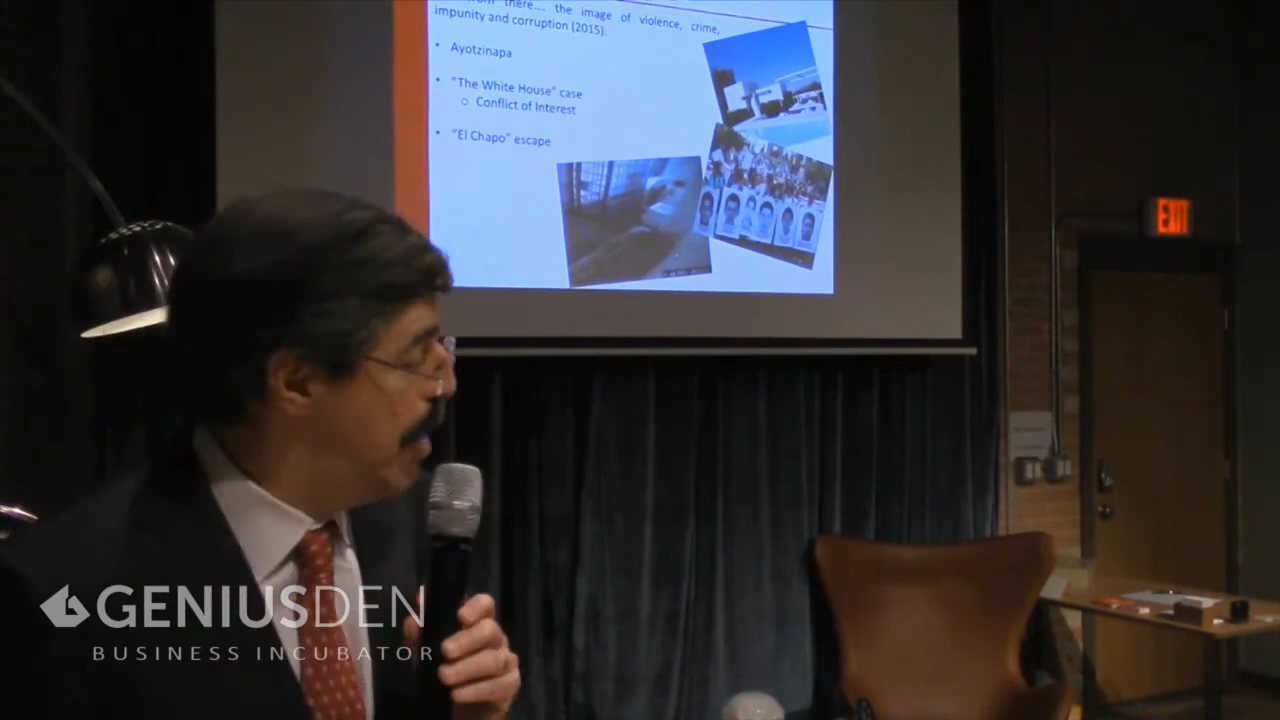 there.... the image of violence, crime,
impunity and corruption (2015).
• Ayotzinapa
• "The White House" case
o Conflict of Interest
• "El Chapo" escape
EXIT
GENIUSDEN
BUSINESS INCUBATOR